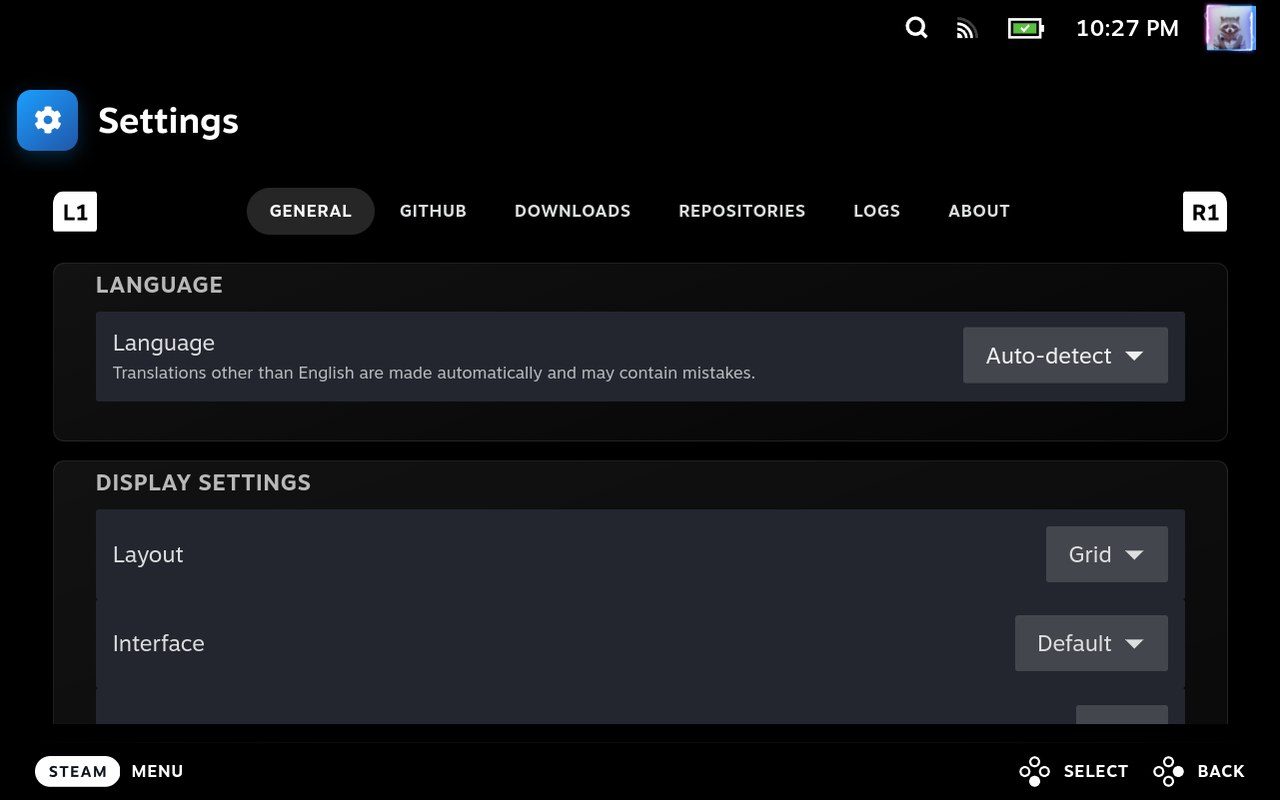 10:27 PM
Settings
L1
GENERAL
GITHUB
DOWNLOADS
REPOSITORIES
LOGS
ABOUT
R1
LANGUAGE
Language
Auto-detect
Translations other than English are made automatically and may contain mistakes.
DISPLAY SETTINGS
Layout
Grid
Interface
Default
STEAM
MENU
SELECT
BACK